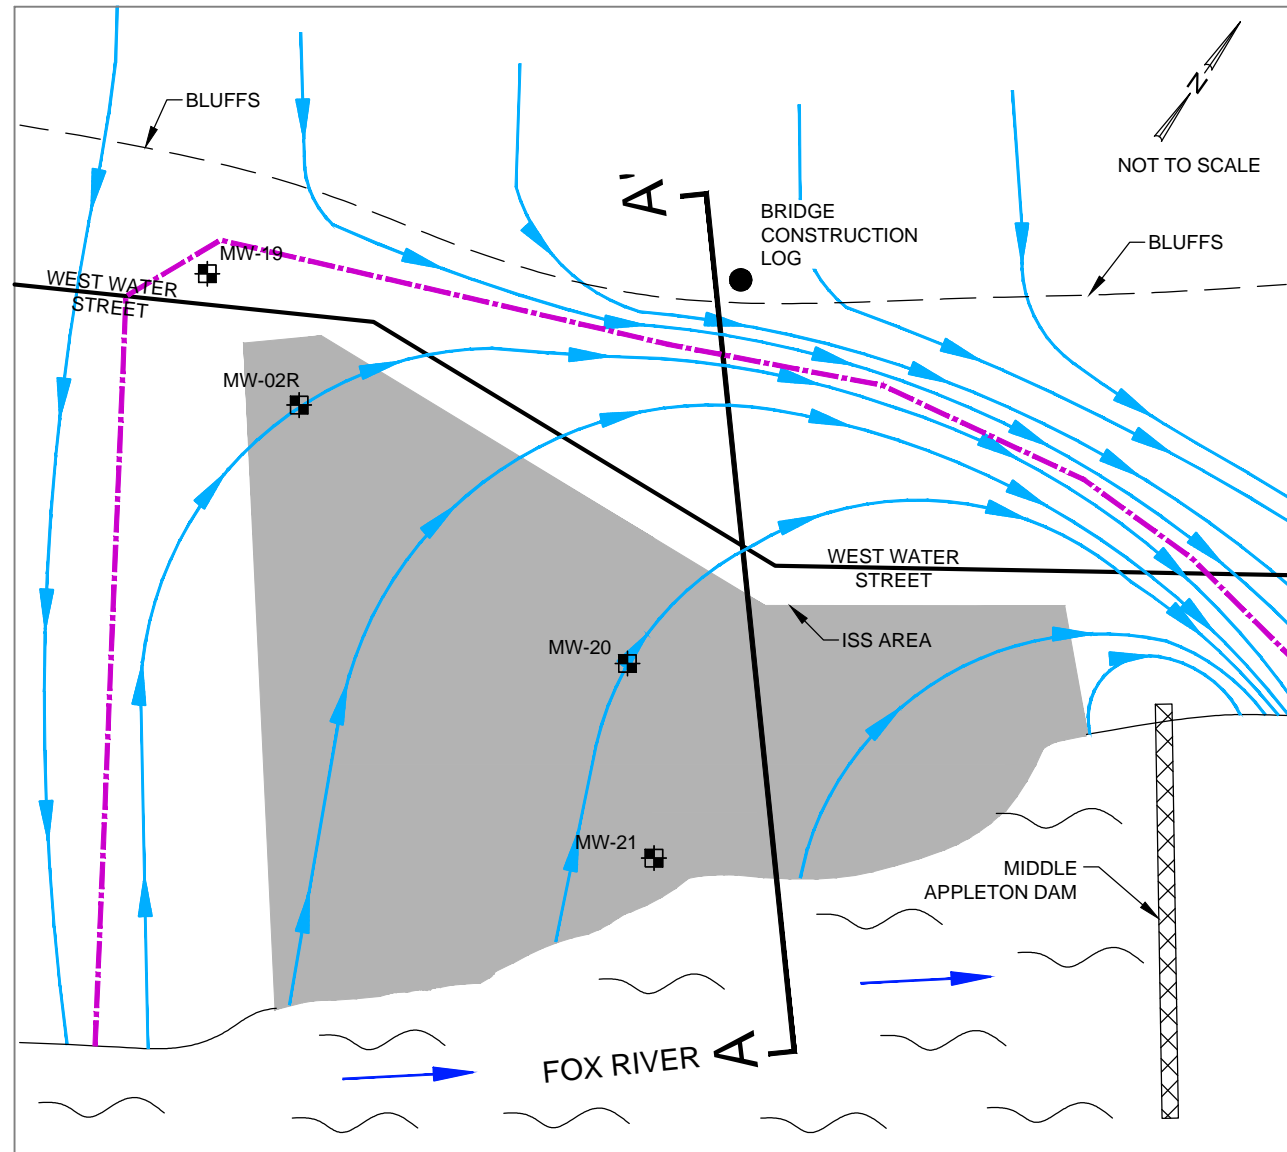 BLUFFS
N
NOT TO SCALE
A'
BRIDGE
CONSTRUCTION
LOG
BLUFFS
MW-19
WEST WATER
STREET
MW-02R
WEST WATER
STREET
ISS AREA
MW-20
MW-21
MIDDLE
APPLETON DAM
FOX RIVER
A